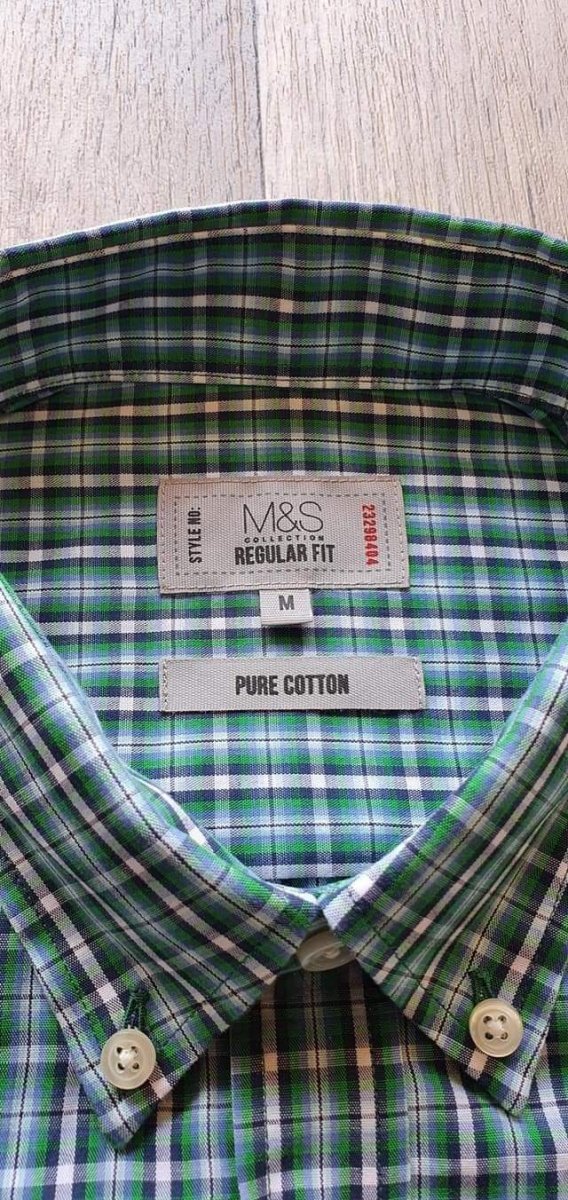 STYLE NO:
M&S
COLLECTION
REGULAR FIT
23298404
M
PURE COTTON